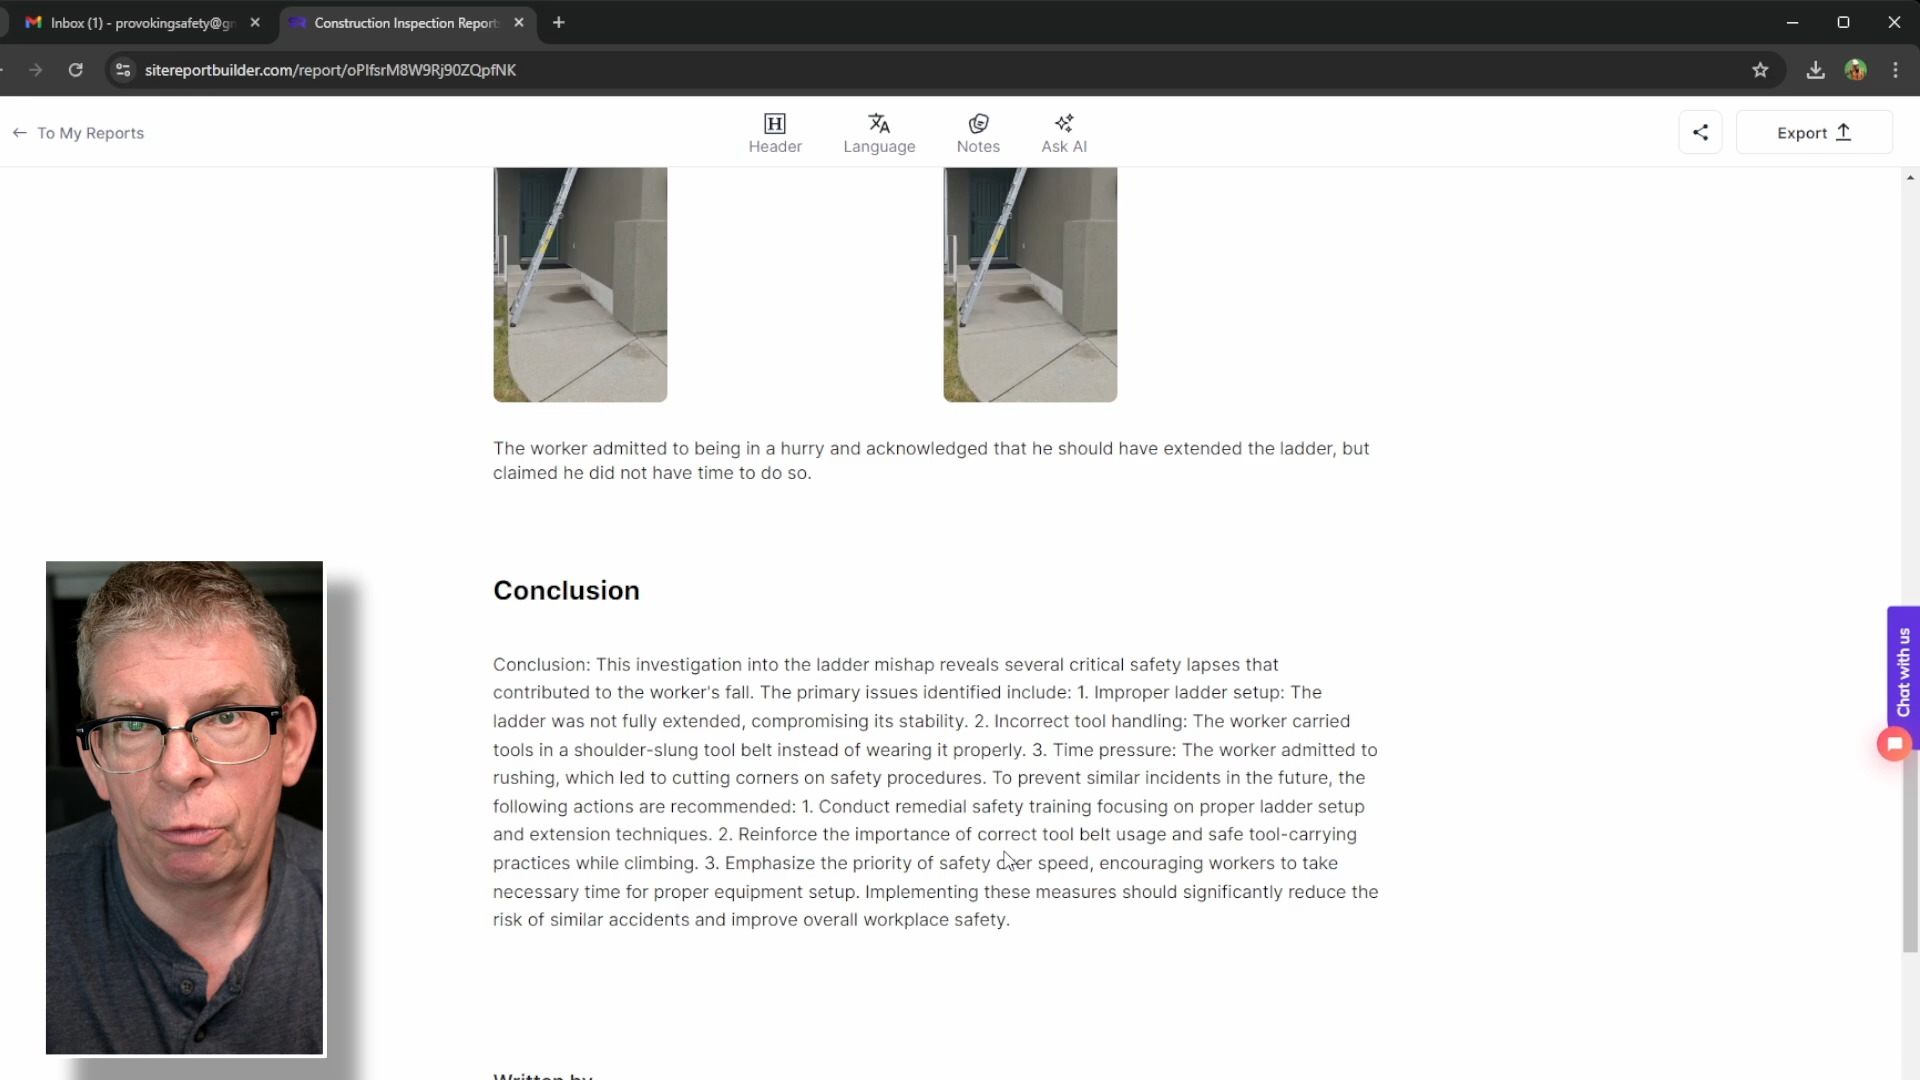 Inbox (1) - provokingsafety@g
Construction Inspection Report
sitereportbuilder.com/report/oPIfsrM8W9Rj90ZQpfNK
To My Reports
Header
Language
Notes
Ask AI
Export
The worker admitted to being in a hurry and acknowledged that he should have extended the ladder, but
claimed he did not have time to do so.
Conclusion
Conclusion: This investigation into the ladder mishap reveals several critical safety lapses that
contributed to the worker's fall. The primary issues identified include: 1. Improper ladder setup: The
ladder was not fully extended, compromising its stability. 2. Incorrect tool handling: The worker carried
tools in a shoulder-slung tool belt instead of wearing it properly. 3. Time pressure: The worker admitted to
rushing, which led to cutting corners on safety procedures. To prevent similar incidents in the future, the
following actions are recommended: 1. Conduct remedial safety training focusing on proper ladder setup
and extension techniques. 2. Reinforce the importance of correct tool belt usage and safe tool-carrying
practices while climbing. 3. Emphasize the priority of safety over speed, encouraging workers to take
necessary time for proper equipment setup. Implementing these measures should significantly reduce the
risk of similar accidents and improve overall workplace safety.
Chat with us
Written by